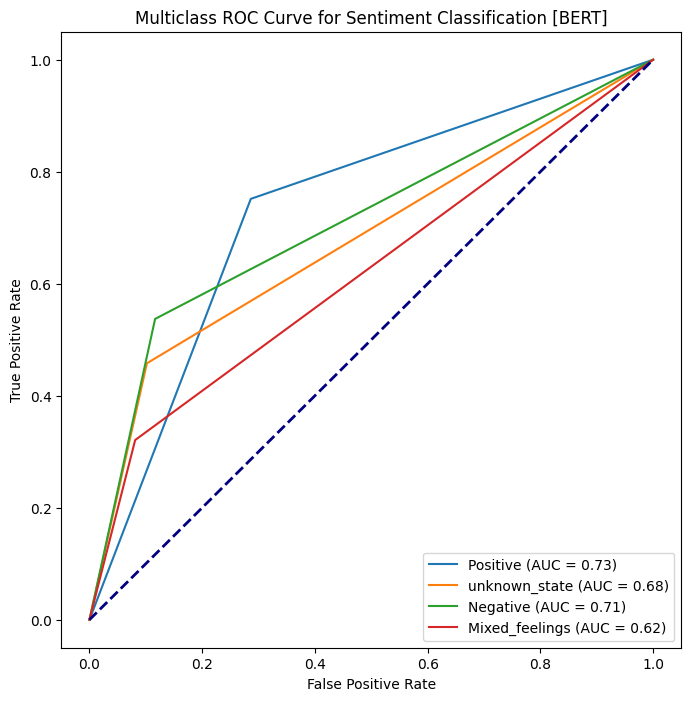 Multiclass ROC Curve for Sentiment Classification [BERT]
1.0
0.8
0.6
0.4
0.2
0.0
True Positive Rate
Positive (AUC = 0.73)
unknown_state (AUC = 0.68)
Negative (AUC = 0.71)
Mixed_feelings (AUC = 0.62)
0.0 0.2 0.4 0.6 0.8 1.0
False Positive Rate